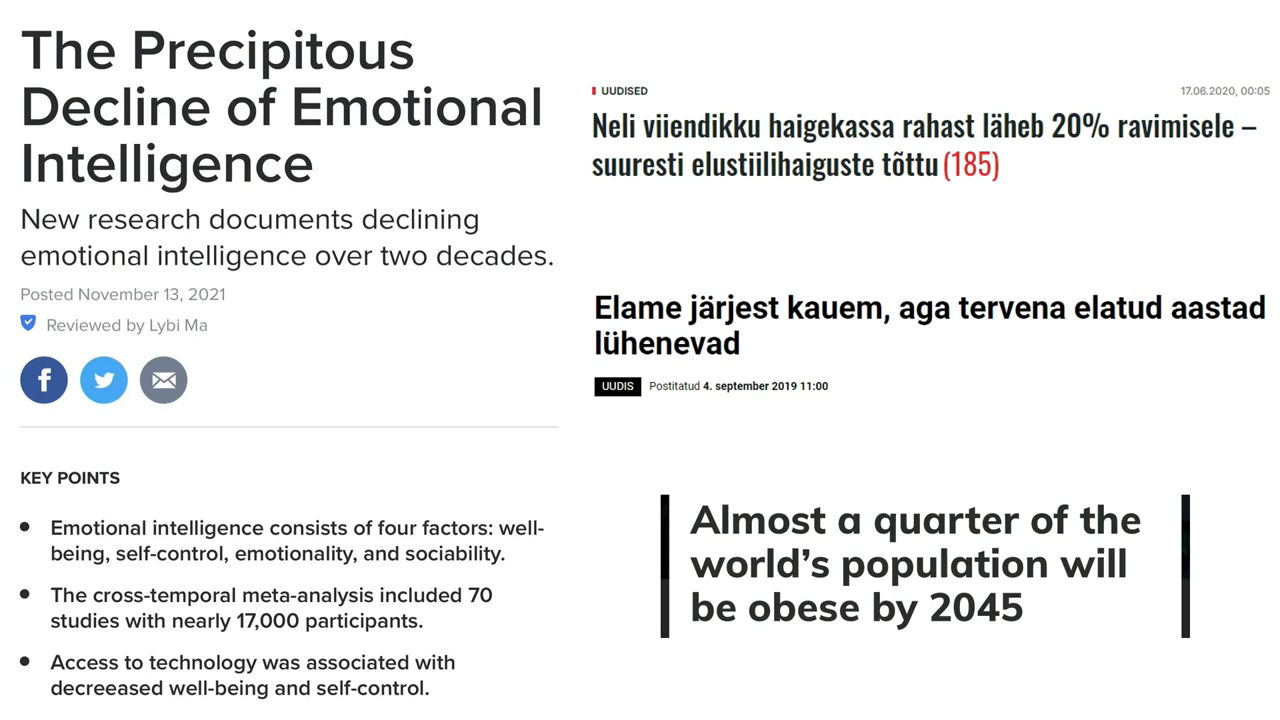 The Precipitous
Decline of Emotional
Intelligence
New research documents declining
emotional intelligence over two decades.
Posted November 13, 2021
Reviewed by Lybi Ma
KEY POINTS
• Emotional intelligence consists of four factors: well-
being, self-control, emotionality, and sociability.
• The cross-temporal meta-analysis included 70
studies with nearly 17,000 participants.
• Access to technology was associated with
decreeased well-being and self-control.
UUDISED
17.06.2020, 00:05
Neli viiendikku haigekassa rahast läheb 20% ravimisele –
suuresti elustiilihaiguste tõttu (185)
Elame järjest kauem, aga tervena elatud aastad
lühenevad
UUDIS Postitatud 4. september 2019 11:00
Almost a quarter of the
world's population will
be obese by 2045